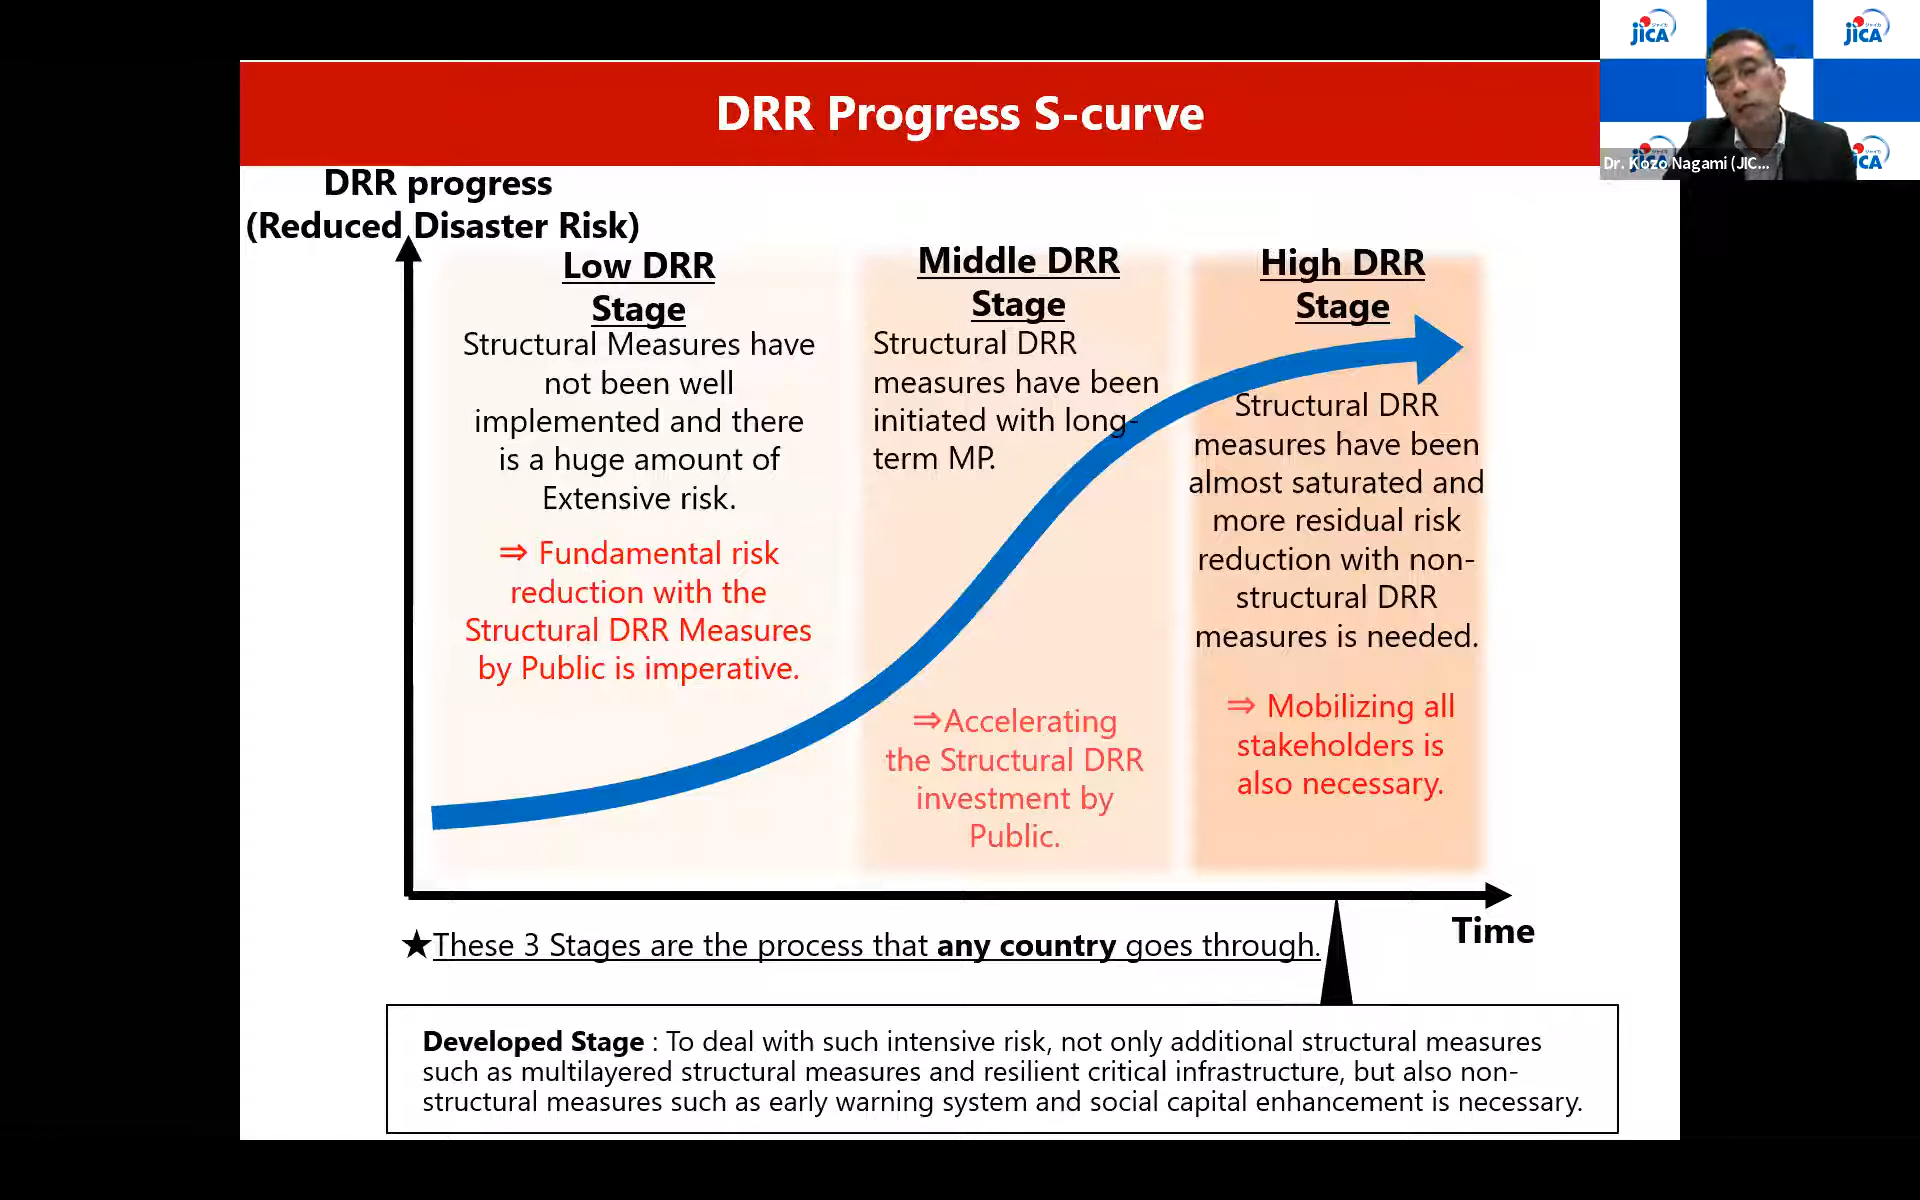 DRR Progress S-curve
JICA
JICA
Dr. Kozo Nagami (JIC...
DRR progress
(Reduced Disaster Risk)
Low DRR
Stage
Structural Measures have
not been well
implemented and there
is a huge amount of
Extensive risk.
⇒ Fundamental risk
reduction with the
Structural DRR Measures
by Public is imperative.
Middle DRR
Stage
Structural DRR
measures have been
initiated with long-
term MP.
⇒Accelerating
the Structural DRR
investment by
Public.
High DRR
Stage
Structural DRR
measures have been
almost saturated and
more residual risk
reduction with non-
structural DRR
measures is needed.
⇒ Mobilizing all
stakeholders is
also necessary.
Time
★These 3 Stages are the process that any country goes through.
Developed Stage : To deal with such intensive risk, not only additional structural measures
such as multilayered structural measures and resilient critical infrastructure, but also non-
structural measures such as early warning system and social capital enhancement is necessary.